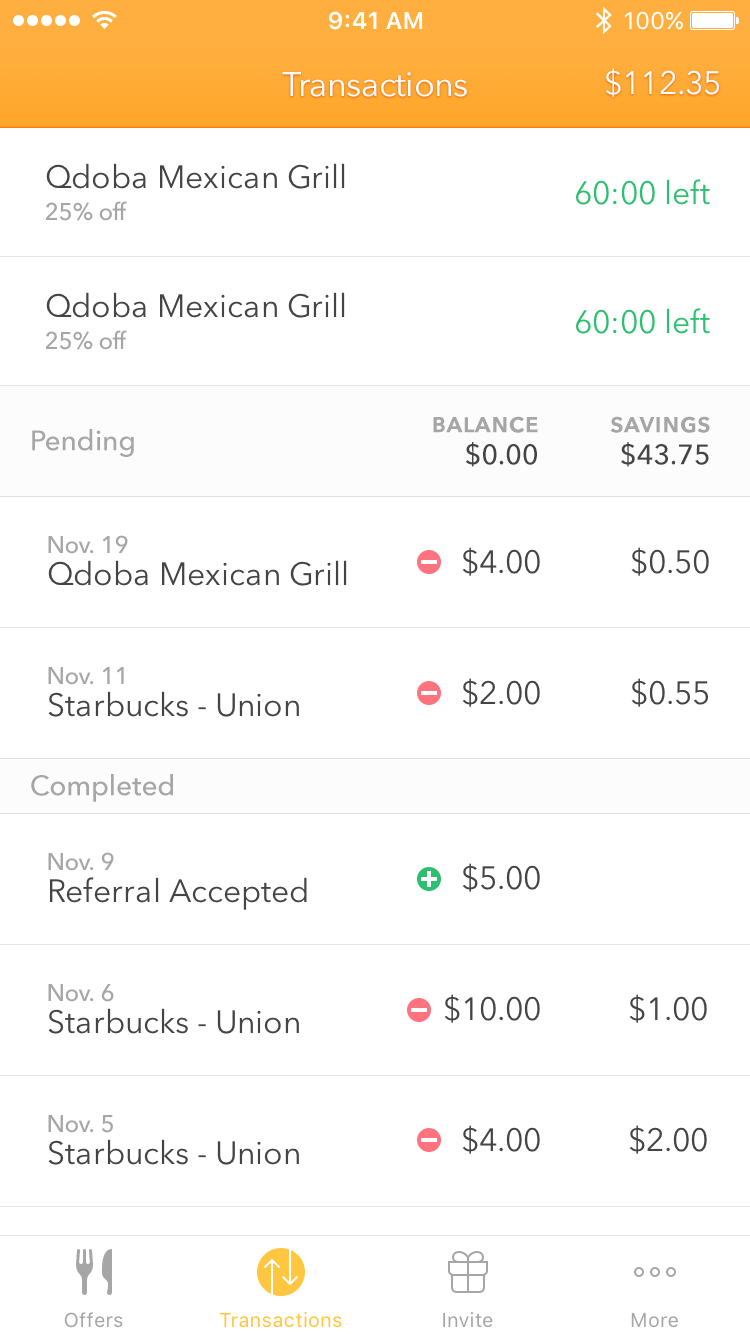 9:41 AM 100%
Transactions $112.35
Qdoba Mexican Grill
25% off
60:00 left
Qdoba Mexican Grill
25% off
60:00 left
Pending
BALANCE SAVINGS
$0.00 $43.75
Nov. 19
Qdoba Mexican Grill
$4.00 $0.50
Nov. 11
Starbucks - Union
$2.00 $0.55
Completed
Nov. 9
Referral Accepted
$5.00
Nov. 6
Starbucks - Union
$10.00 $1.00
Nov. 5
Starbucks - Union
$4.00 $2.00
Offers Transactions Invite More